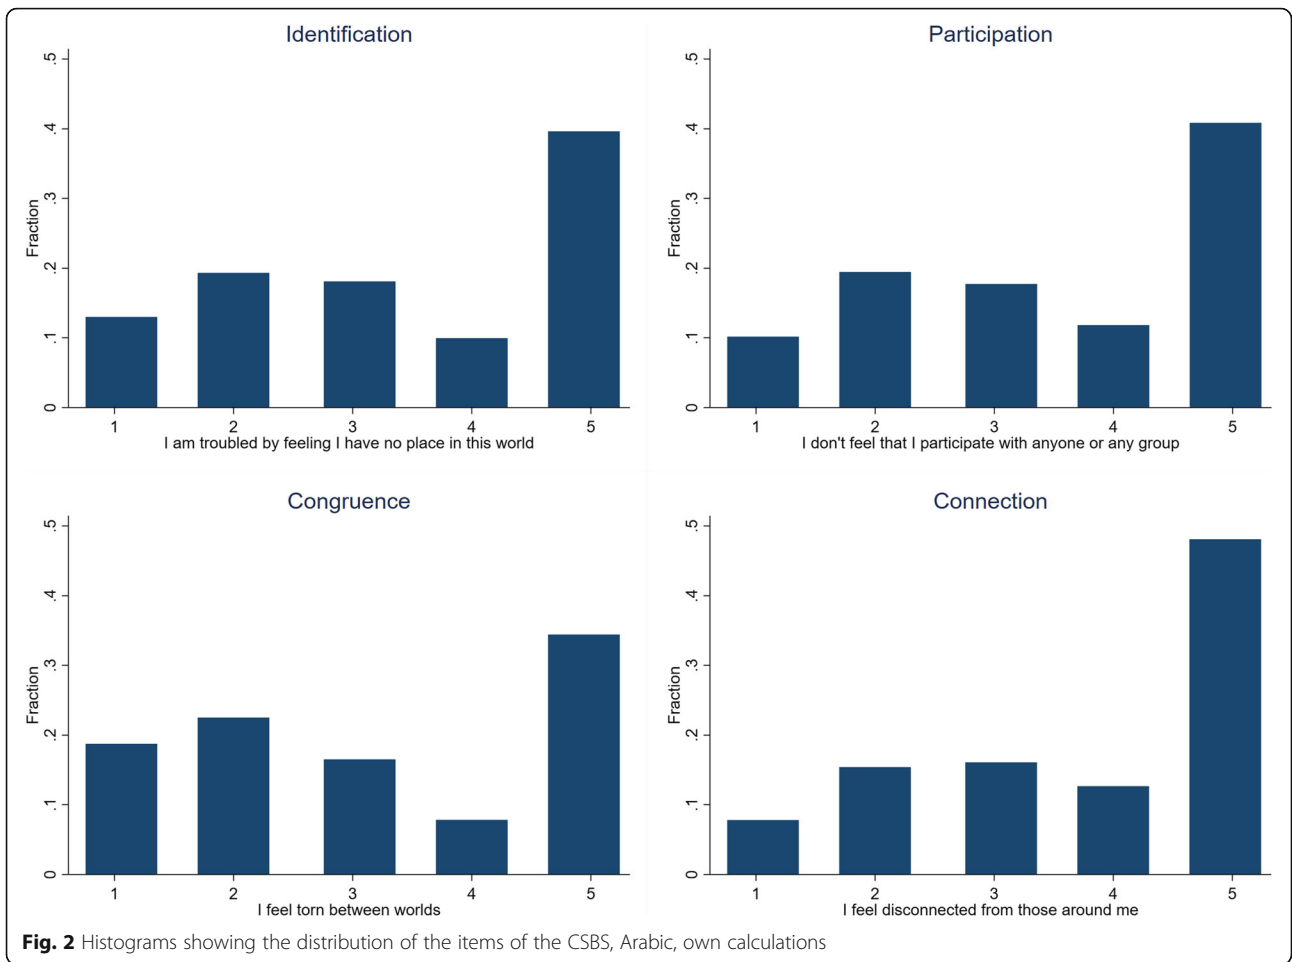 Identification
.5
.4
.3
.2
.1
0
Fraction
1 2 3 4 5
I am troubled by feeling I have no place in this world
Participation
.5
.4
.3
.2
.1
0
Fraction
1 2 3 4 5
I don't feel that I participate with anyone or any group
Congruence
.5
.4
.3
.2
.1
0
Fraction
1 2 3 4 5
I feel torn between worlds
Connection
.5
.4
.3
.2
.1
0
Fraction
1 2 3 4 5
I feel disconnected from those around me
Fig. 2 Histograms showing the distribution of the items of the CSBS, Arabic, own calculations